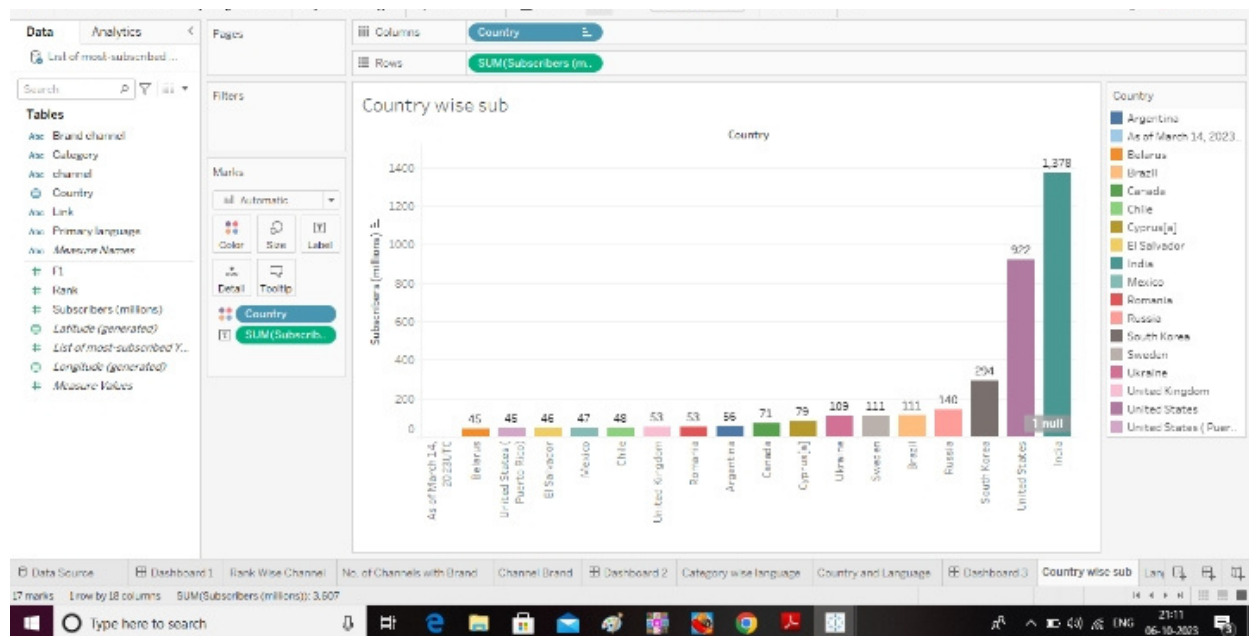 Data Analytics
List of most-subscribed ...
Search
Tables
Abc Brand channel
Abc Category
Abc channel
Country
Abc Link
Abc Primary language
Abc Measure Names
# F1
# Rank
# Subscribers (millions)
Latitude (generated)
# List of most-subscribed Y...
Longitude (generated)
# Measure Values
Pages
Filters
Marks
Automatic
Color Size Label
Detail Tooltip
Country
SUM(Subscrib..
Columns Country
Rows SUM(Subscribers (m..
Country wise sub
Country
Subscribers (millions)
1400
1200
1000
800
600
400
200
0
45
45
46
47
48
53
53
56
71
79
109
111
111
140
294
922
1,378
1 null
As of March 14,
2023UTC
Belarus
United States (
Puerto Rico)
El Salvador
Mexico
Chile
United Kingdom
Romania
Argentina
Canada
Cyprus[a]
Ukraine
Sweden
Brazil
Russia
South Korea
United States
India
Country
Argentina
As of March 14, 2023..
Belarus
Brazil
Canada
Chile
Cyprus[a]
El Salvador
India
Mexico
Romania
Russia
South Korea
Sweden
Ukraine
United Kingdom
United States
United States ( Puer..
Data Source Dashboard 1 Rank Wise Channel No. of Channels with Brand Channel Brand Dashboard 2 Category wise language Country and Language Dashboard 3 Country wise sub Lang
17 marks 1 row by 18 columns SUM(Subscribers (millions)): 3,607
Type here to search ENG 21:11
06-10-2023